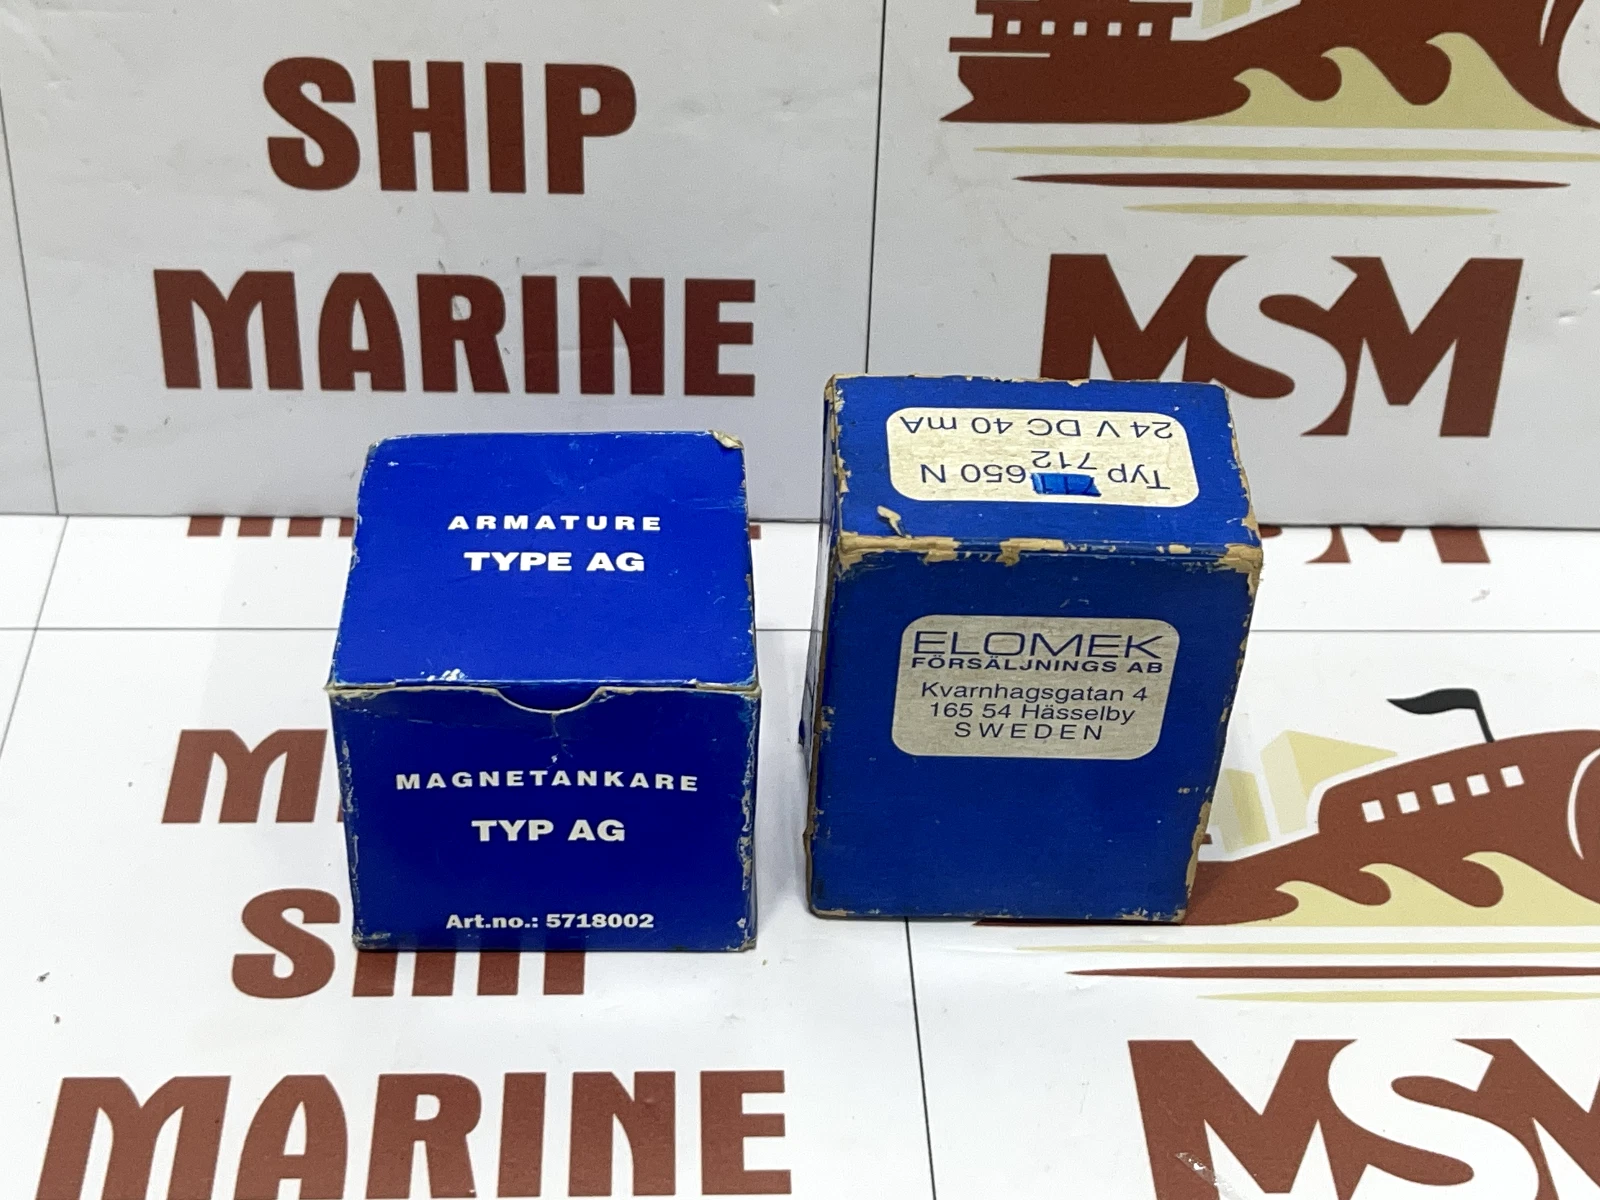 SHIP
MARINE
MSM
ARMATURE
TYPE AG
MAGNETANKARE
TYP AG
Art.no.: 5718002
Typ 711 650 N
712
24 V DC 40 mA
ELOMEK
FÖRSÄLJNINGS AB
Kvarnhagsgatan 4
165 54 Hässelby
SWEDEN
SHIP
MARINE
MSM